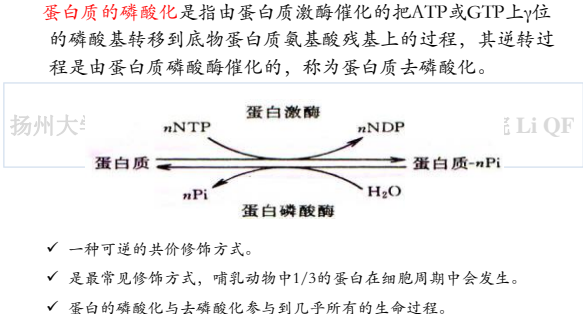 蛋白质的磷酸化是指由蛋白质激酶催化的把ATP或GTP上γ位
的磷酸基转移到底物蛋白质氨基酸残基上的过程，其逆转过
程是由蛋白质磷酸酶催化的，称为蛋白质去磷酸化。
蛋白激酶
扬州大 Li QF
nNTP nNDP
蛋白质 蛋白质-nPi
nPi H₂O
蛋白磷酸酶
✓ 一种可逆的共价修饰方式。
✓ 是最常见修饰方式，哺乳动物中1/3的蛋白在细胞周期中会发生。
✓ 蛋白的磷酸化与去磷酸化参与到几乎所有的生命过程。